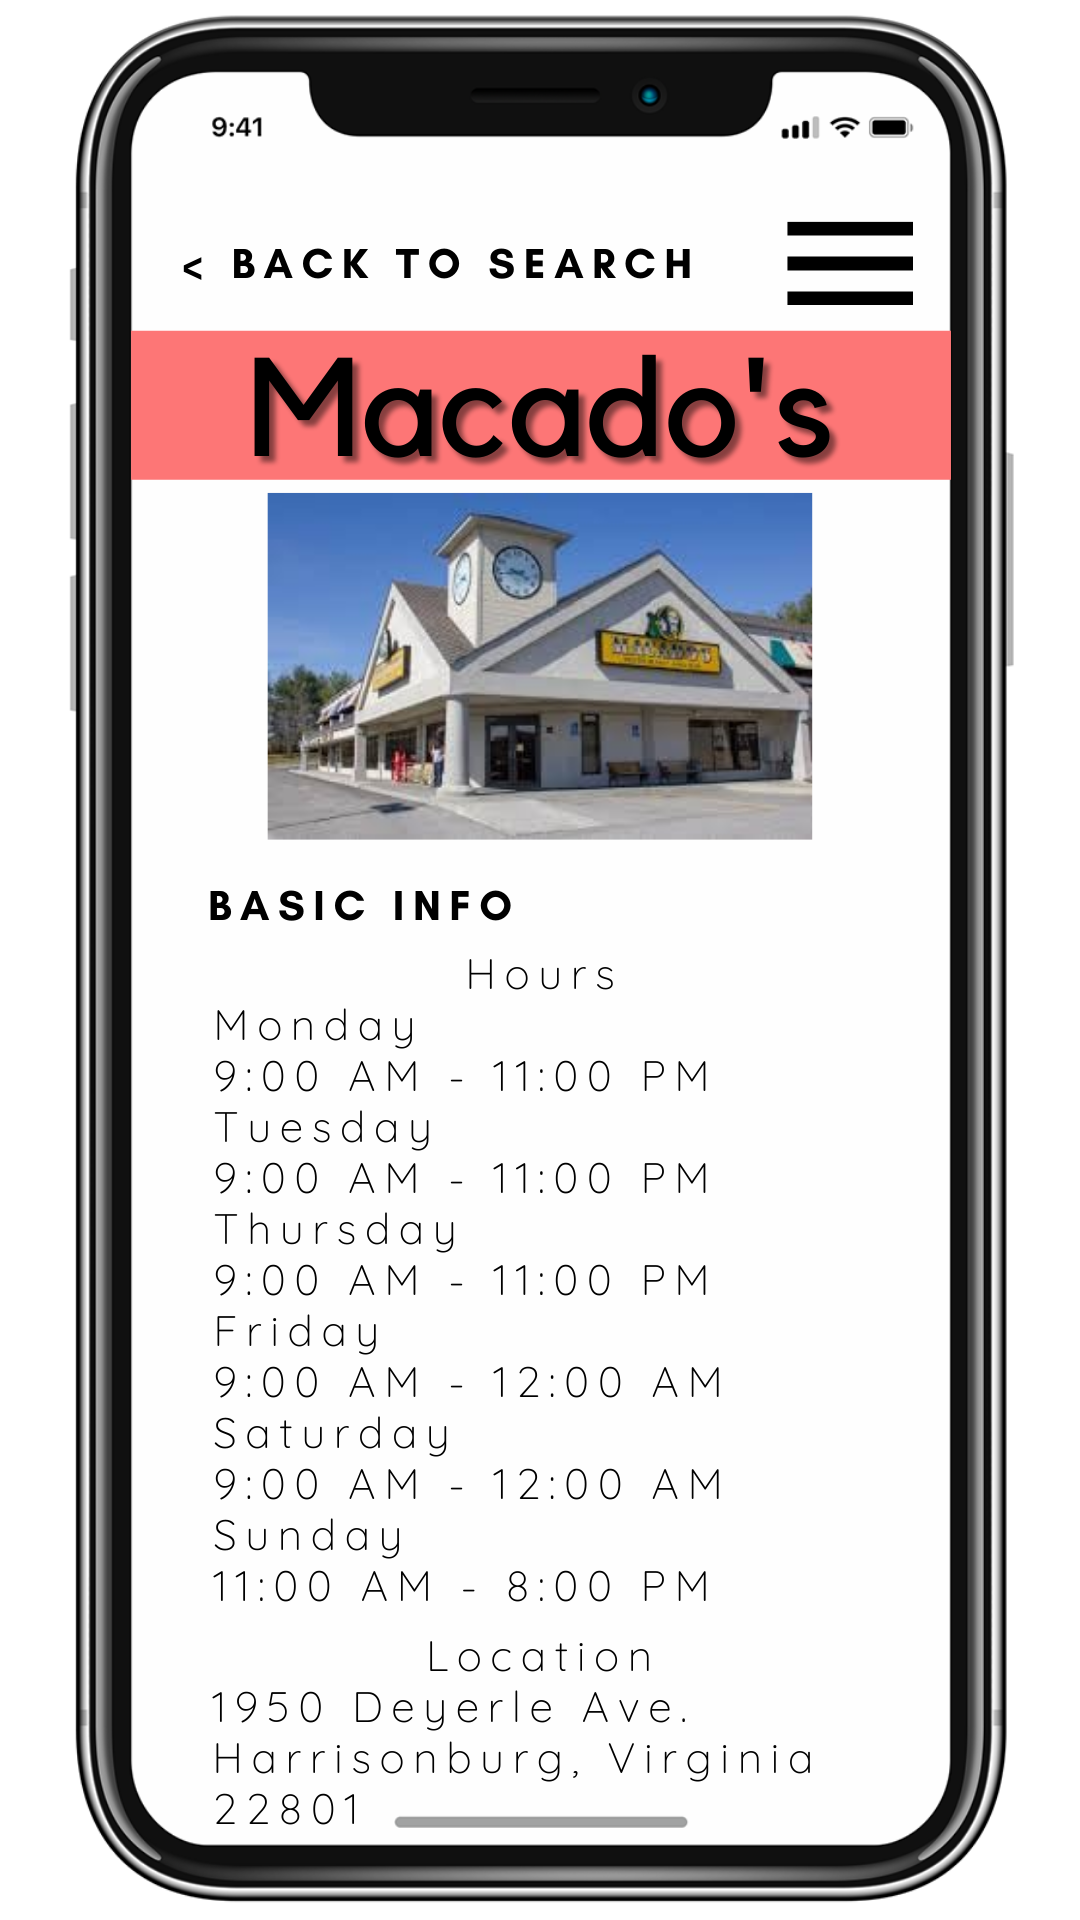 9:41
< BACK TO SEARCH
Macado's
MACADO'S
BASIC INFO
Hours
Monday
9:00 AM - 11:00 PM
Tuesday
9:00 AM - 11:00 PM
Thursday
9:00 AM - 11:00 PM
Friday
9:00 AM - 12:00 AM
Saturday
9:00 AM - 12:00 AM
Sunday
11:00 AM - 8:00 PM
Location
1950 Deyerle Ave.
Harrisonburg, Virginia
22801